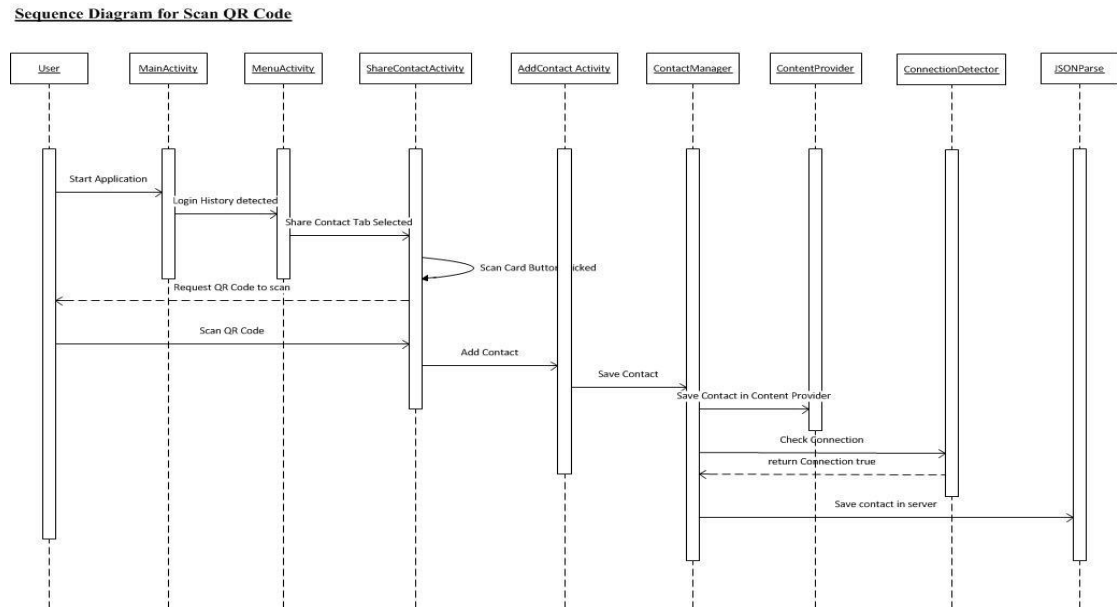 Sequence Diagram for Scan QR Code
User
MainActivity
MenuActivity
ShareContactActivity
AddContact Activity
ContactManager
ContentProvider
ConnectionDetector
JSONParse
Start Application
Login History detected
Share Contact Tab Selected
Scan Card Button licked
Request QR Code to scan
Scan QR Code
Add Contact
Save Contact
Save Contact in Content Provider
Check Connection
return Connection true
Save contact in server